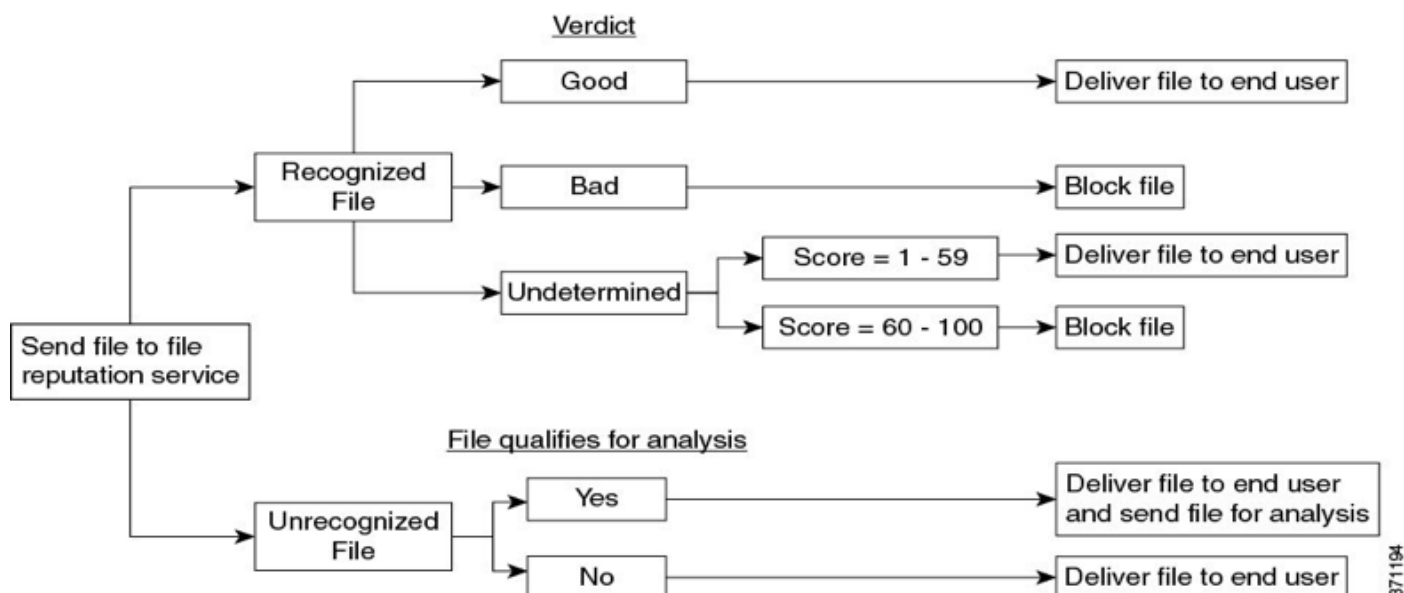 Verdict
Good
Deliver file to end user
Recognized
File
Bad
Block file
Undetermined
Score = 1 - 59
Deliver file to end user
Score = 60 - 100
Block file
Send file to file
reputation service
File qualifies for analysis
Unrecognized
File
Yes
Deliver file to end user
and send file for analysis
No
Deliver file to end user
371194